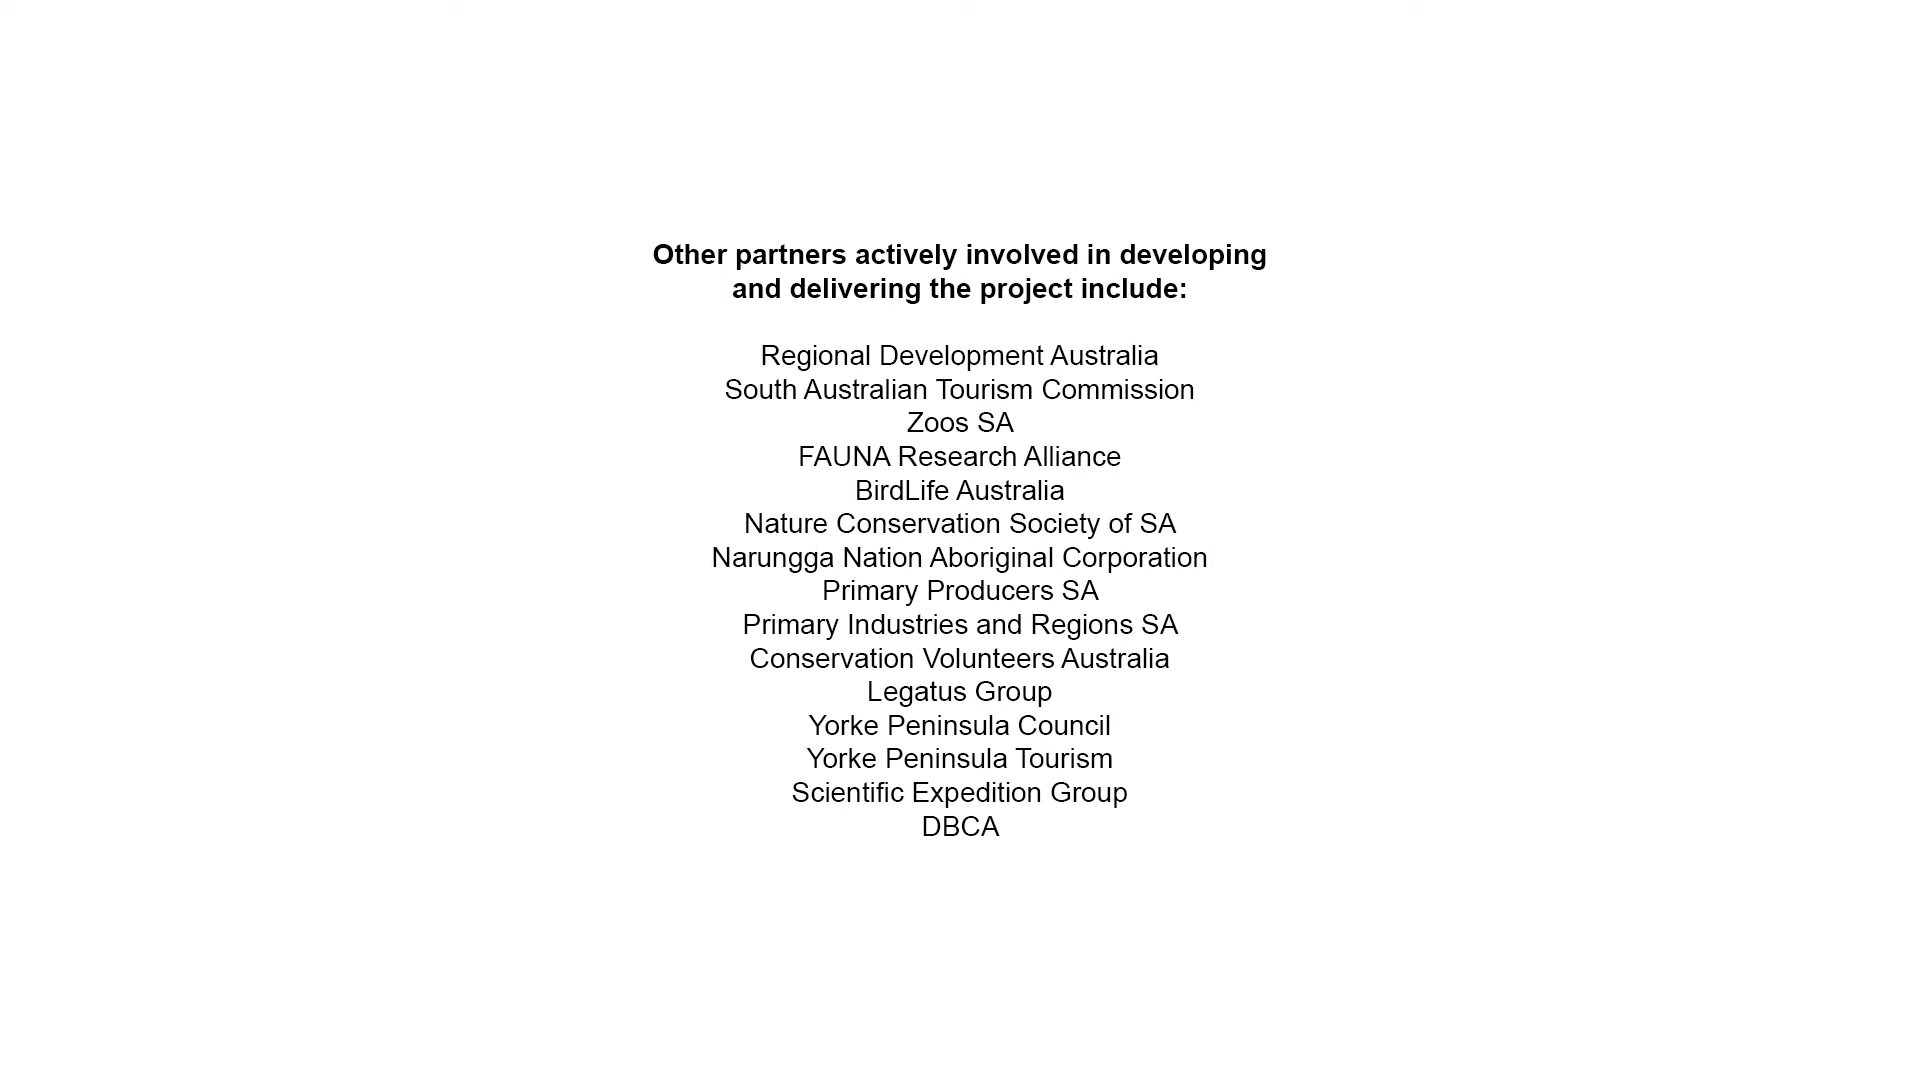 Other partners actively involved in developing
and delivering the project include:
Regional Development Australia
South Australian Tourism Commission
Zoos SA
FAUNA Research Alliance
BirdLife Australia
Nature Conservation Society of SA
Narungga Nation Aboriginal Corporation
Primary Producers SA
Primary Industries and Regions SA
Conservation Volunteers Australia
Legatus Group
Yorke Peninsula Council
Yorke Peninsula Tourism
Scientific Expedition Group
DBCA